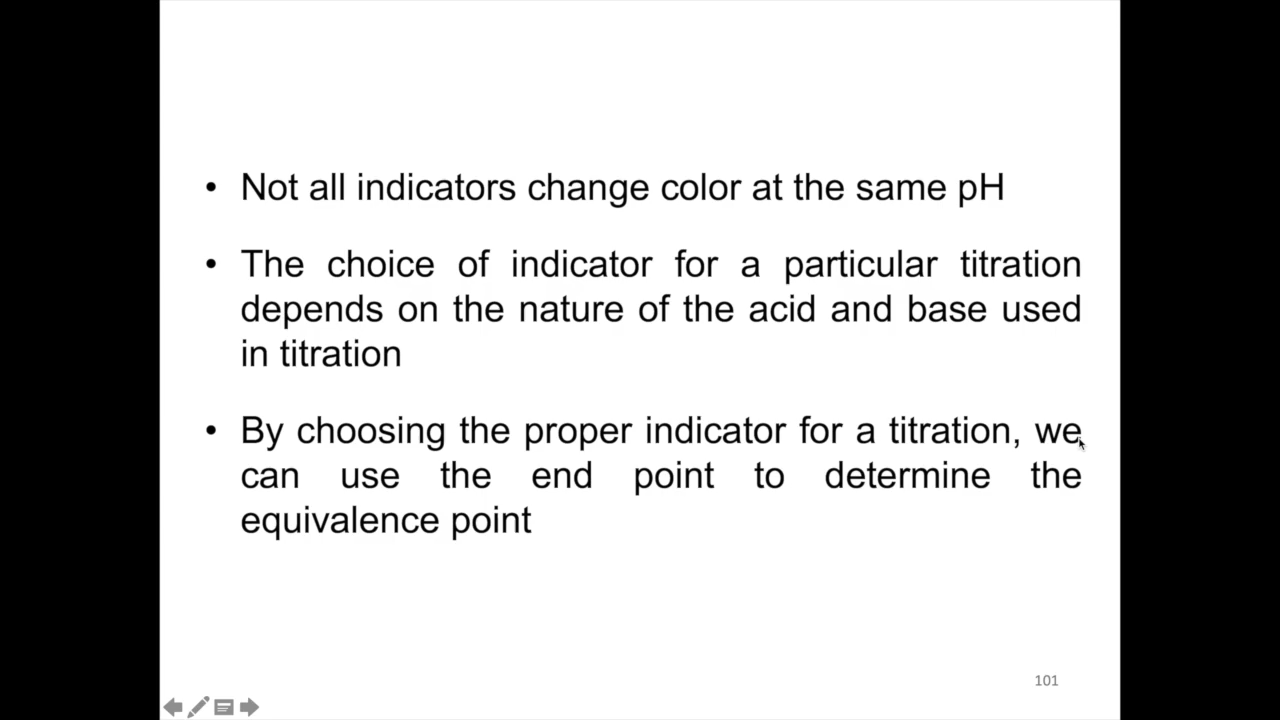 • Not all indicators change color at the same pH
• The choice of indicator for a particular titration
depends on the nature of the acid and base used
in titration
• By choosing the proper indicator for a titration, we
can use the end point to determine the
equivalence point
101